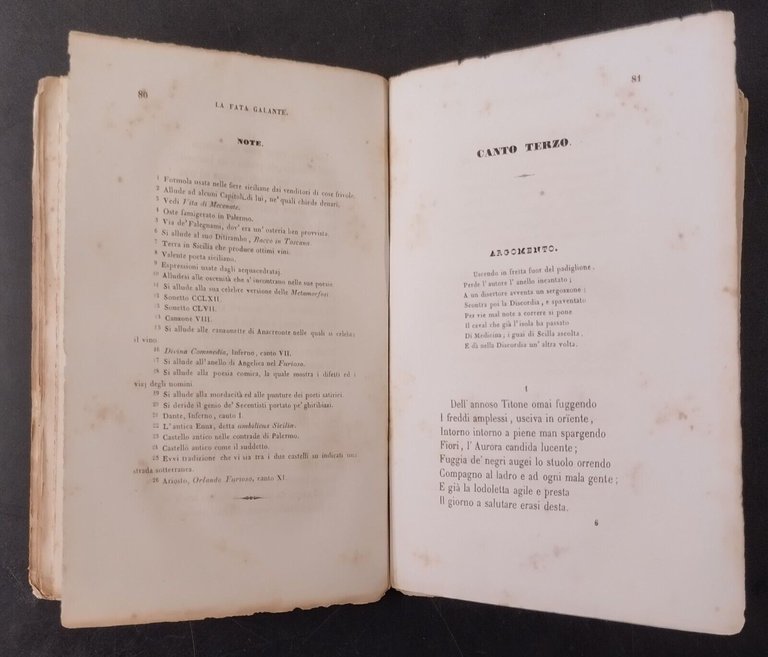 80
LA FATA GALANTE.
NOTE.
1 Formola usata nelle fiere siciliane dai venditori di cose frivole.
2 Allude ad alcuni Capitoli di lui, ne' quali chiede denari.
3 Vedi Vita di Mecenate.
4 Oste famigerato in Palermo.
5 Via de' Falegnami, dov' era un' osteria ben provvista.
6 Si allude al suo Ditirambo, Bacco in Toscana.
7 Terra in Sicilia che produce ottimi vini.
8 Valente poeta siciliano.
9 Espressioni usate dagli acquacedrataj.
10 Alludesi alle oscenità che s' incontrano nelle sue poesie
11 Si allude alla sua celebre versione delle Metamorfosi
12 Sonetto CCLXII.
13 Sonetto CLVII.
14 Canzone VIII.
15 Si allude alle canzonette di Anacreonte nelle quali si celebra
il vino
16 Divina Commedia, Inferno, canto VII.
17 Si allude all' anello di Angelica nel Furioso.
18 Si allude alla poesia comica, la quale mostra i difetti ed i
vizj degli uomini.
19 Si allude alla mordacità ed alle punture dei poeti satirici.
20 Si deride il genio de' Secentisti portato pe' ghiribizzi.
21 Dante, Inferno, canto I.
22 L' antica Enna, detta umbilicus Siciliæ.
23 Castello antico nelle contrade di Palermo.
24 Castello antico come il suddetto.
25 Evvi tradizione che vi sia tra i due castelli su indicati una
strada sotterranea.
26 Ariosto, Orlando Furioso, canto XI.
81
CANTO TERZO.
ARGOMENTO.
Uscendo in fretta fuor del padiglione,
Perde l' autore l' anello incantato;
A un disertore avventa un sergozzone;
Scontra poi la Discordia, e spaventato
Per vie mal note a correre si pone
Il caval che già l' isola ha passato
Di Medicina, i guai di Scilla ascolta,
E dà nella Discordia un' altra volta.
1
Dell' annoso Titone omai fuggendo
I freddi amplessi, usciva in oriente,
Intorno intorno a piene man spargendo
Fiori, l' Aurora candida lucente;
Fuggia de' negri augei lo stuolo orrendo
Compagno al ladro e ad ogni mala gente;
E già la lodoletta agile e presta
Il giorno a salutare erasi desta.
6